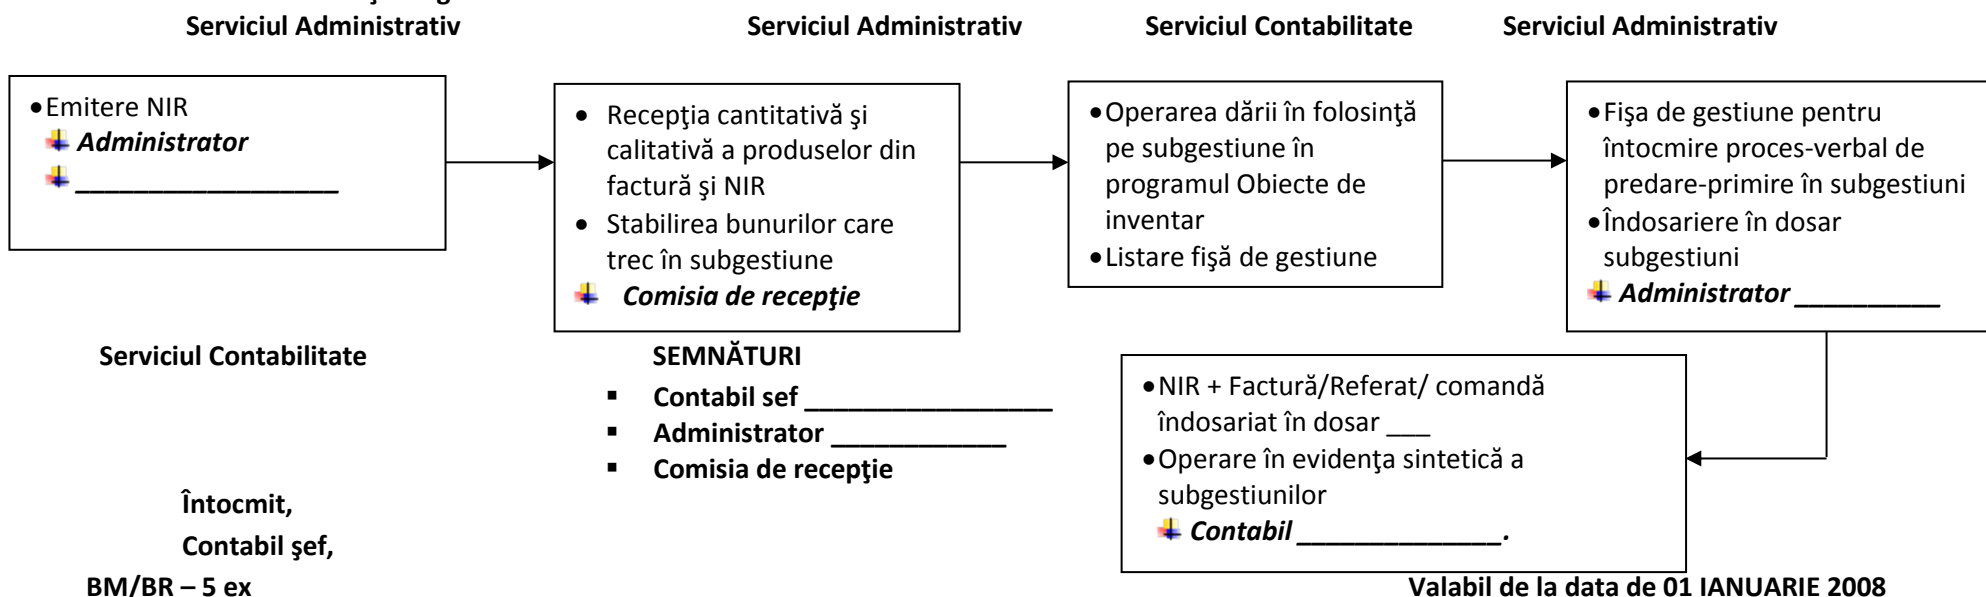 Serviciul Administrativ
Serviciul Administrativ
Serviciul Contabilitate
Serviciul Administrativ
•Emitere NIR
Administrator
___________________
• Recepţia cantitativă şi
calitativă a produselor din
factură şi NIR
• Stabilirea bunurilor care
trec în subgestiune
Comisia de recepţie
•Operarea dării în folosinţă
pe subgestiune în
programul Obiecte de
inventar
•Listare fişă de gestiune
•Fişa de gestiune pentru
întocmire proces-verbal de
predare-primire în subgestiuni
•Îndosariere în dosar
subgestiuni
Administrator __________
Serviciul Contabilitate
SEMNĂTURI
▪ Contabil sef _________________
▪ Administrator ____________
▪ Comisia de recepţie
•NIR + Factură/Referat/ comandă
îndosariat în dosar ___
•Operare în evidenţa sintetică a
subgestiunilor
Contabil ______________.
Întocmit,
Contabil şef,
BM/BR – 5 ex
Valabil de la data de 01 IANUARIE 2008